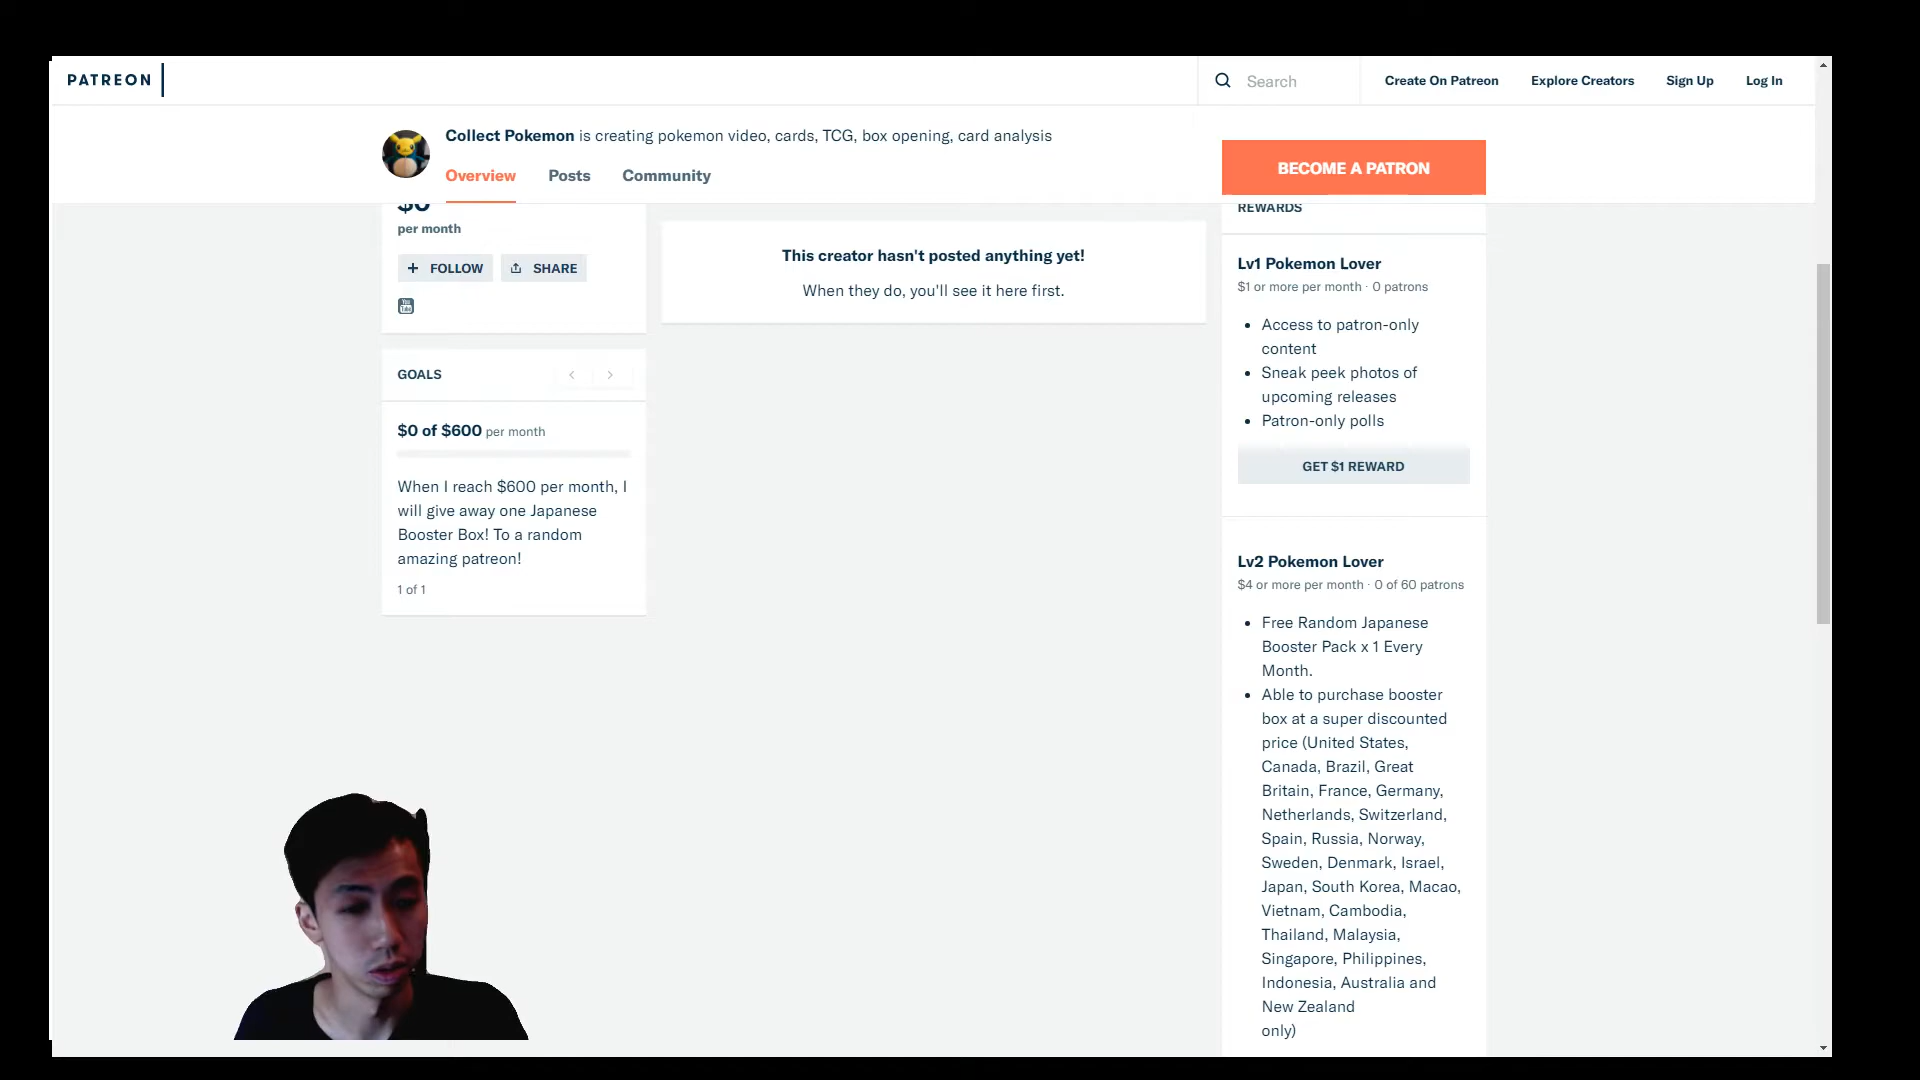 PATREON
Search
Create On Patreon
Explore Creators
Sign Up
Log In
Collect Pokemon is creating pokemon video, cards, TCG, box opening, card analysis
Overview
Posts
Community
BECOME A PATRON
$0
per month
FOLLOW
SHARE
You
Tube
GOALS
$0 of $600 per month
When I reach $600 per month, I
will give away one Japanese
Booster Box! To a random
amazing patreon!
1 of 1
This creator hasn't posted anything yet!
When they do, you'll see it here first.
REWARDS
Lv1 Pokemon Lover
$1 or more per month · 0 patrons
• Access to patron-only
content
• Sneak peek photos of
upcoming releases
• Patron-only polls
GET $1 REWARD
Lv2 Pokemon Lover
$4 or more per month · 0 of 60 patrons
• Free Random Japanese
Booster Pack x 1 Every
Month.
• Able to purchase booster
box at a super discounted
price (United States,
Canada, Brazil, Great
Britain, France, Germany,
Netherlands, Switzerland,
Spain, Russia, Norway,
Sweden, Denmark, Israel,
Japan, South Korea, Macao,
Vietnam, Cambodia,
Thailand, Malaysia,
Singapore, Philippines,
Indonesia, Australia and
New Zealand
only)